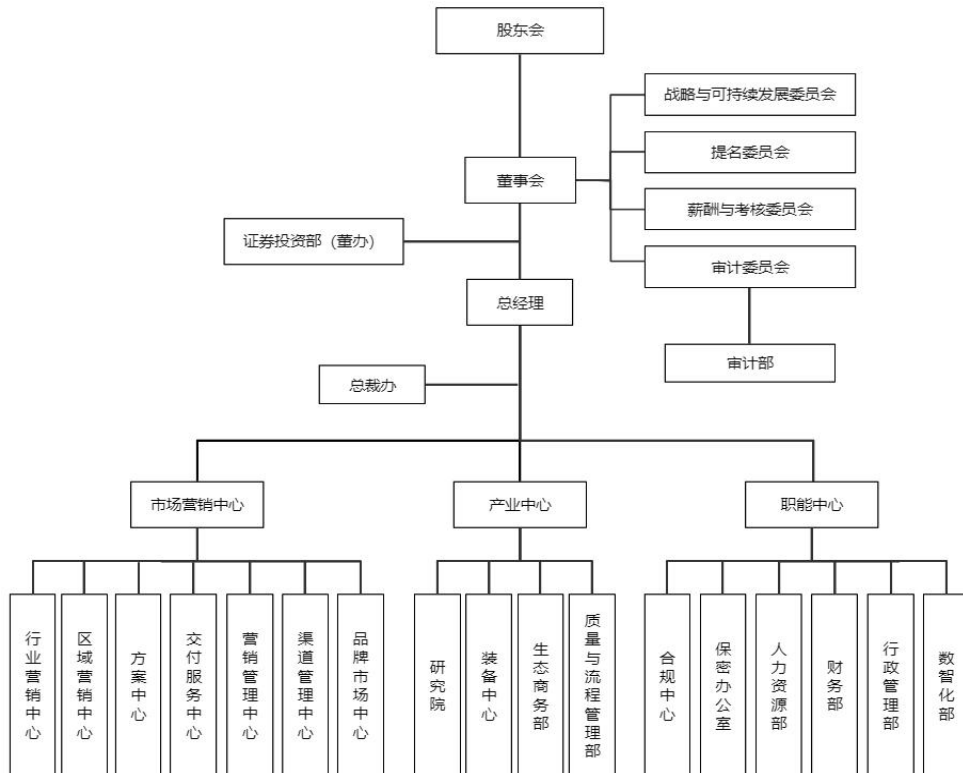 股东会
战略与可持续发展委员会
提名委员会
董事会
薪酬与考核委员会
证券投资部（董办）
审计委员会
总经理
审计部
总裁办
市场营销中心
产业中心
职能中心
行业营销中心
区域营销中心
方案中心
交付服务中心
营销管理中心
渠道管理中心
品牌市场中心
研究院
装备中心
生态商务部
质量与流程管理部
合规中心
保密办公室
人力资源部
财务部
行政管理部
数智化部